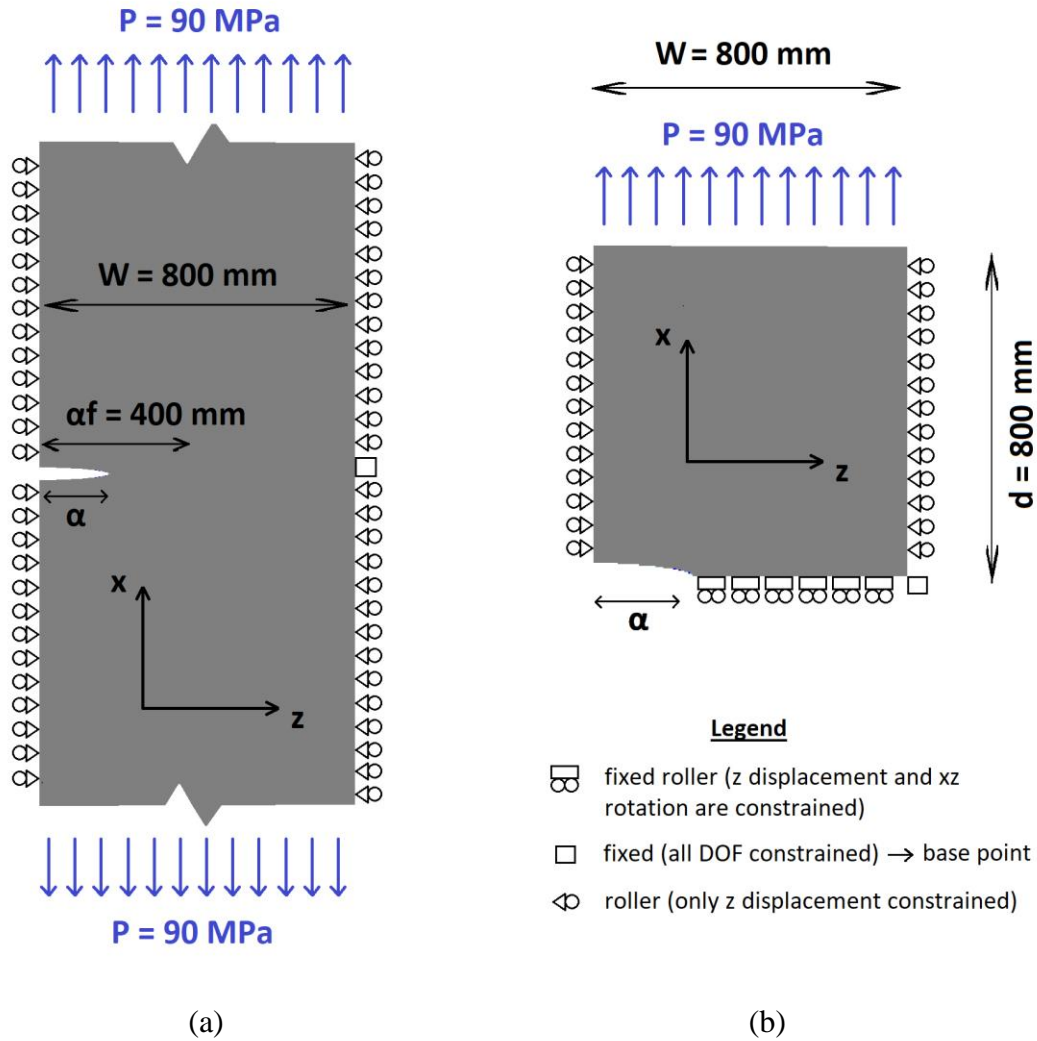 P = 90 MPa
W = 800 mm
αf = 400 mm
α
x
z
P = 90 MPa
(a)
W = 800 mm
P = 90 MPa
x
z
d = 800 mm
α
Legend
fixed roller (z displacement and xz
rotation are constrained)
fixed (all DOF constrained) → base point
roller (only z displacement constrained)
(b)